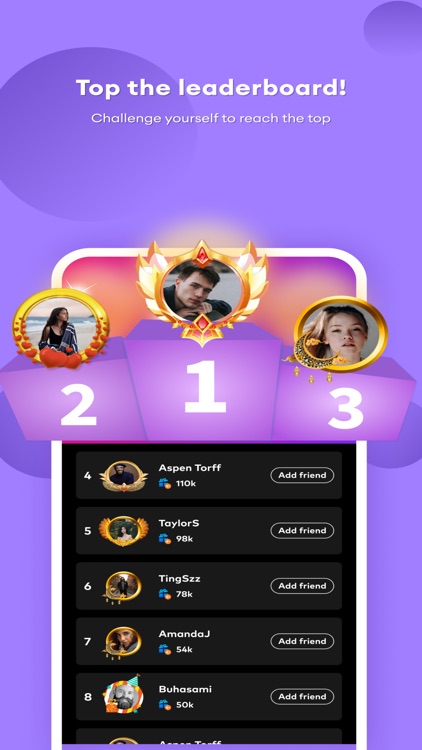 Top the leaderboard!
Challenge yourself to reach the top
1
2
3
4
Aspen Torff
110k
Add friend
5
TaylorS
98k
Add friend
6
TingSzz
78k
Add friend
7
AmandaJ
54k
Add friend
8
Buhasami
50k
Add friend
Aspen Torff